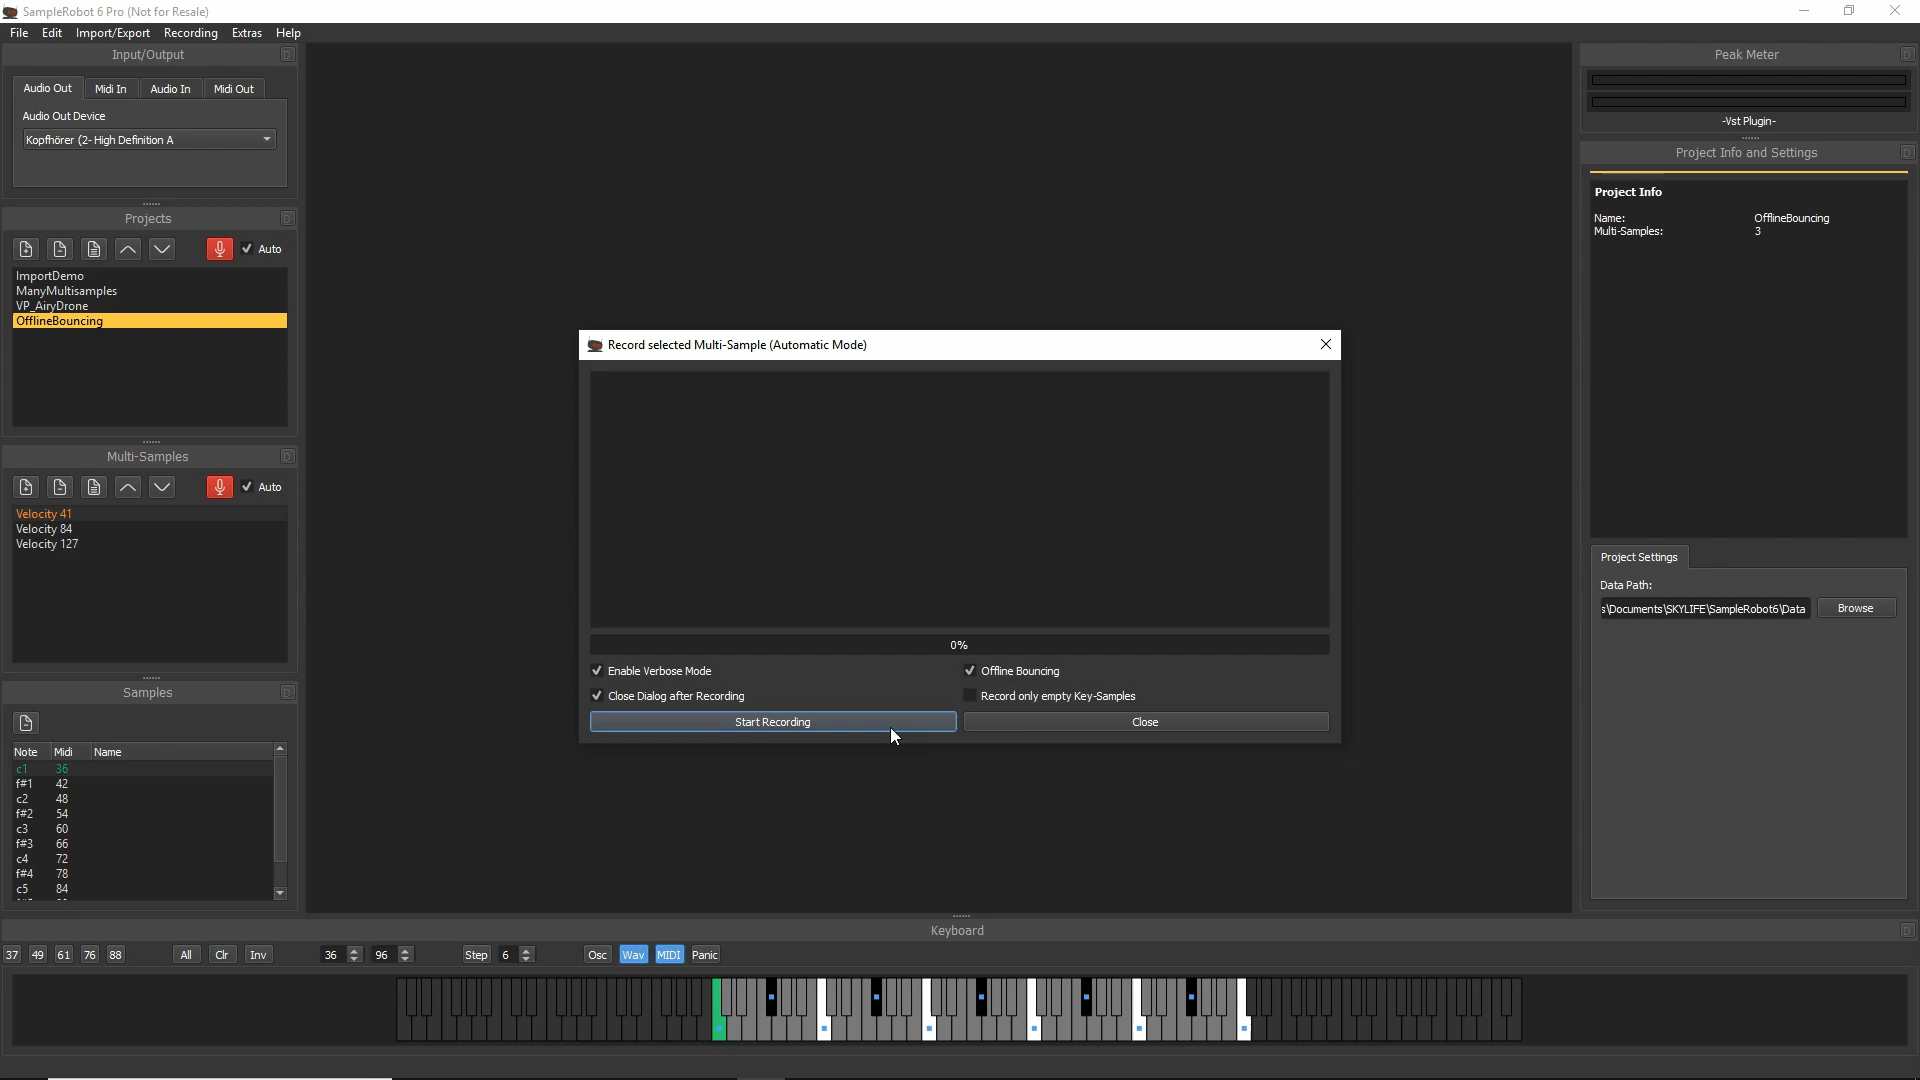 SampleRobot 6 Pro (Not for Resale)
File Edit Import/Export Recording Extras Help
Input/Output
Audio Out Midi In Audio In Midi Out
Audio Out Device
Kopfhörer (2- High Definition A
Projects
Auto
ImportDemo
ManyMultisamples
VP_AiryDrone
OfflineBouncing
Multi-Samples
Auto
Velocity 41
Velocity 84
Velocity 127
Samples
Note Midi Name
c1 36
f#1 42
c2 48
f#2 54
c3 60
f#3 66
c4 72
f#4 78
c5 84
Record selected Multi-Sample (Automatic Mode)
0%
Enable Verbose Mode Offline Bouncing
Close Dialog after Recording Record only empty Key-Samples
Start Recording Close
Peak Meter
-Vst Plugin-
Project Info and Settings
Project Info
Name: OfflineBouncing
Multi-Samples: 3
Project Settings
Data Path:
s\Documents\SKYLIFE\SampleRobot6\Data Browse
Keyboard
37 49 61 76 88 All Clr Inv 36 96 Step 6 Osc Wav MIDI Panic